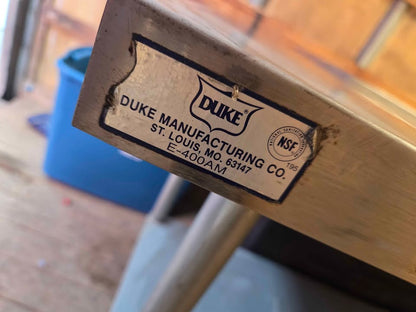 DUKE
DUKE MANUFACTURING CO.
ST. LOUIS, MO. 63147
E-400AM
NSF